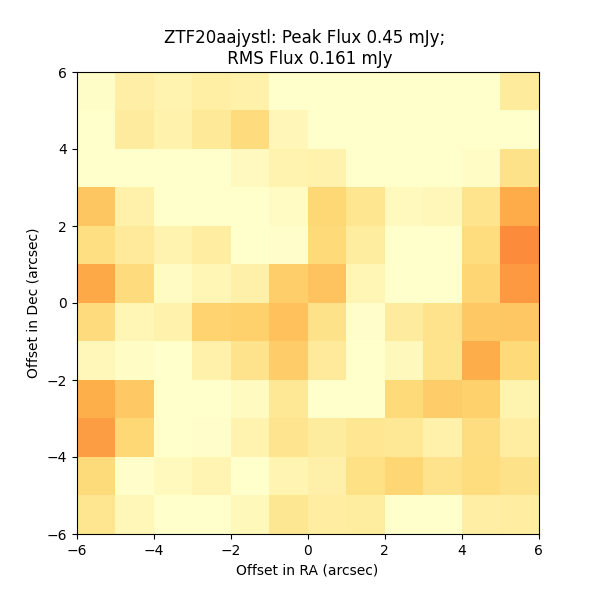 ZTF20aajystl: Peak Flux 0.45 mJy;
RMS Flux 0.161 mJy
6
4
2
0
−2
−4
−6
Offset in Dec (arcsec)
−6 −4 −2 0 2 4 6
Offset in RA (arcsec)